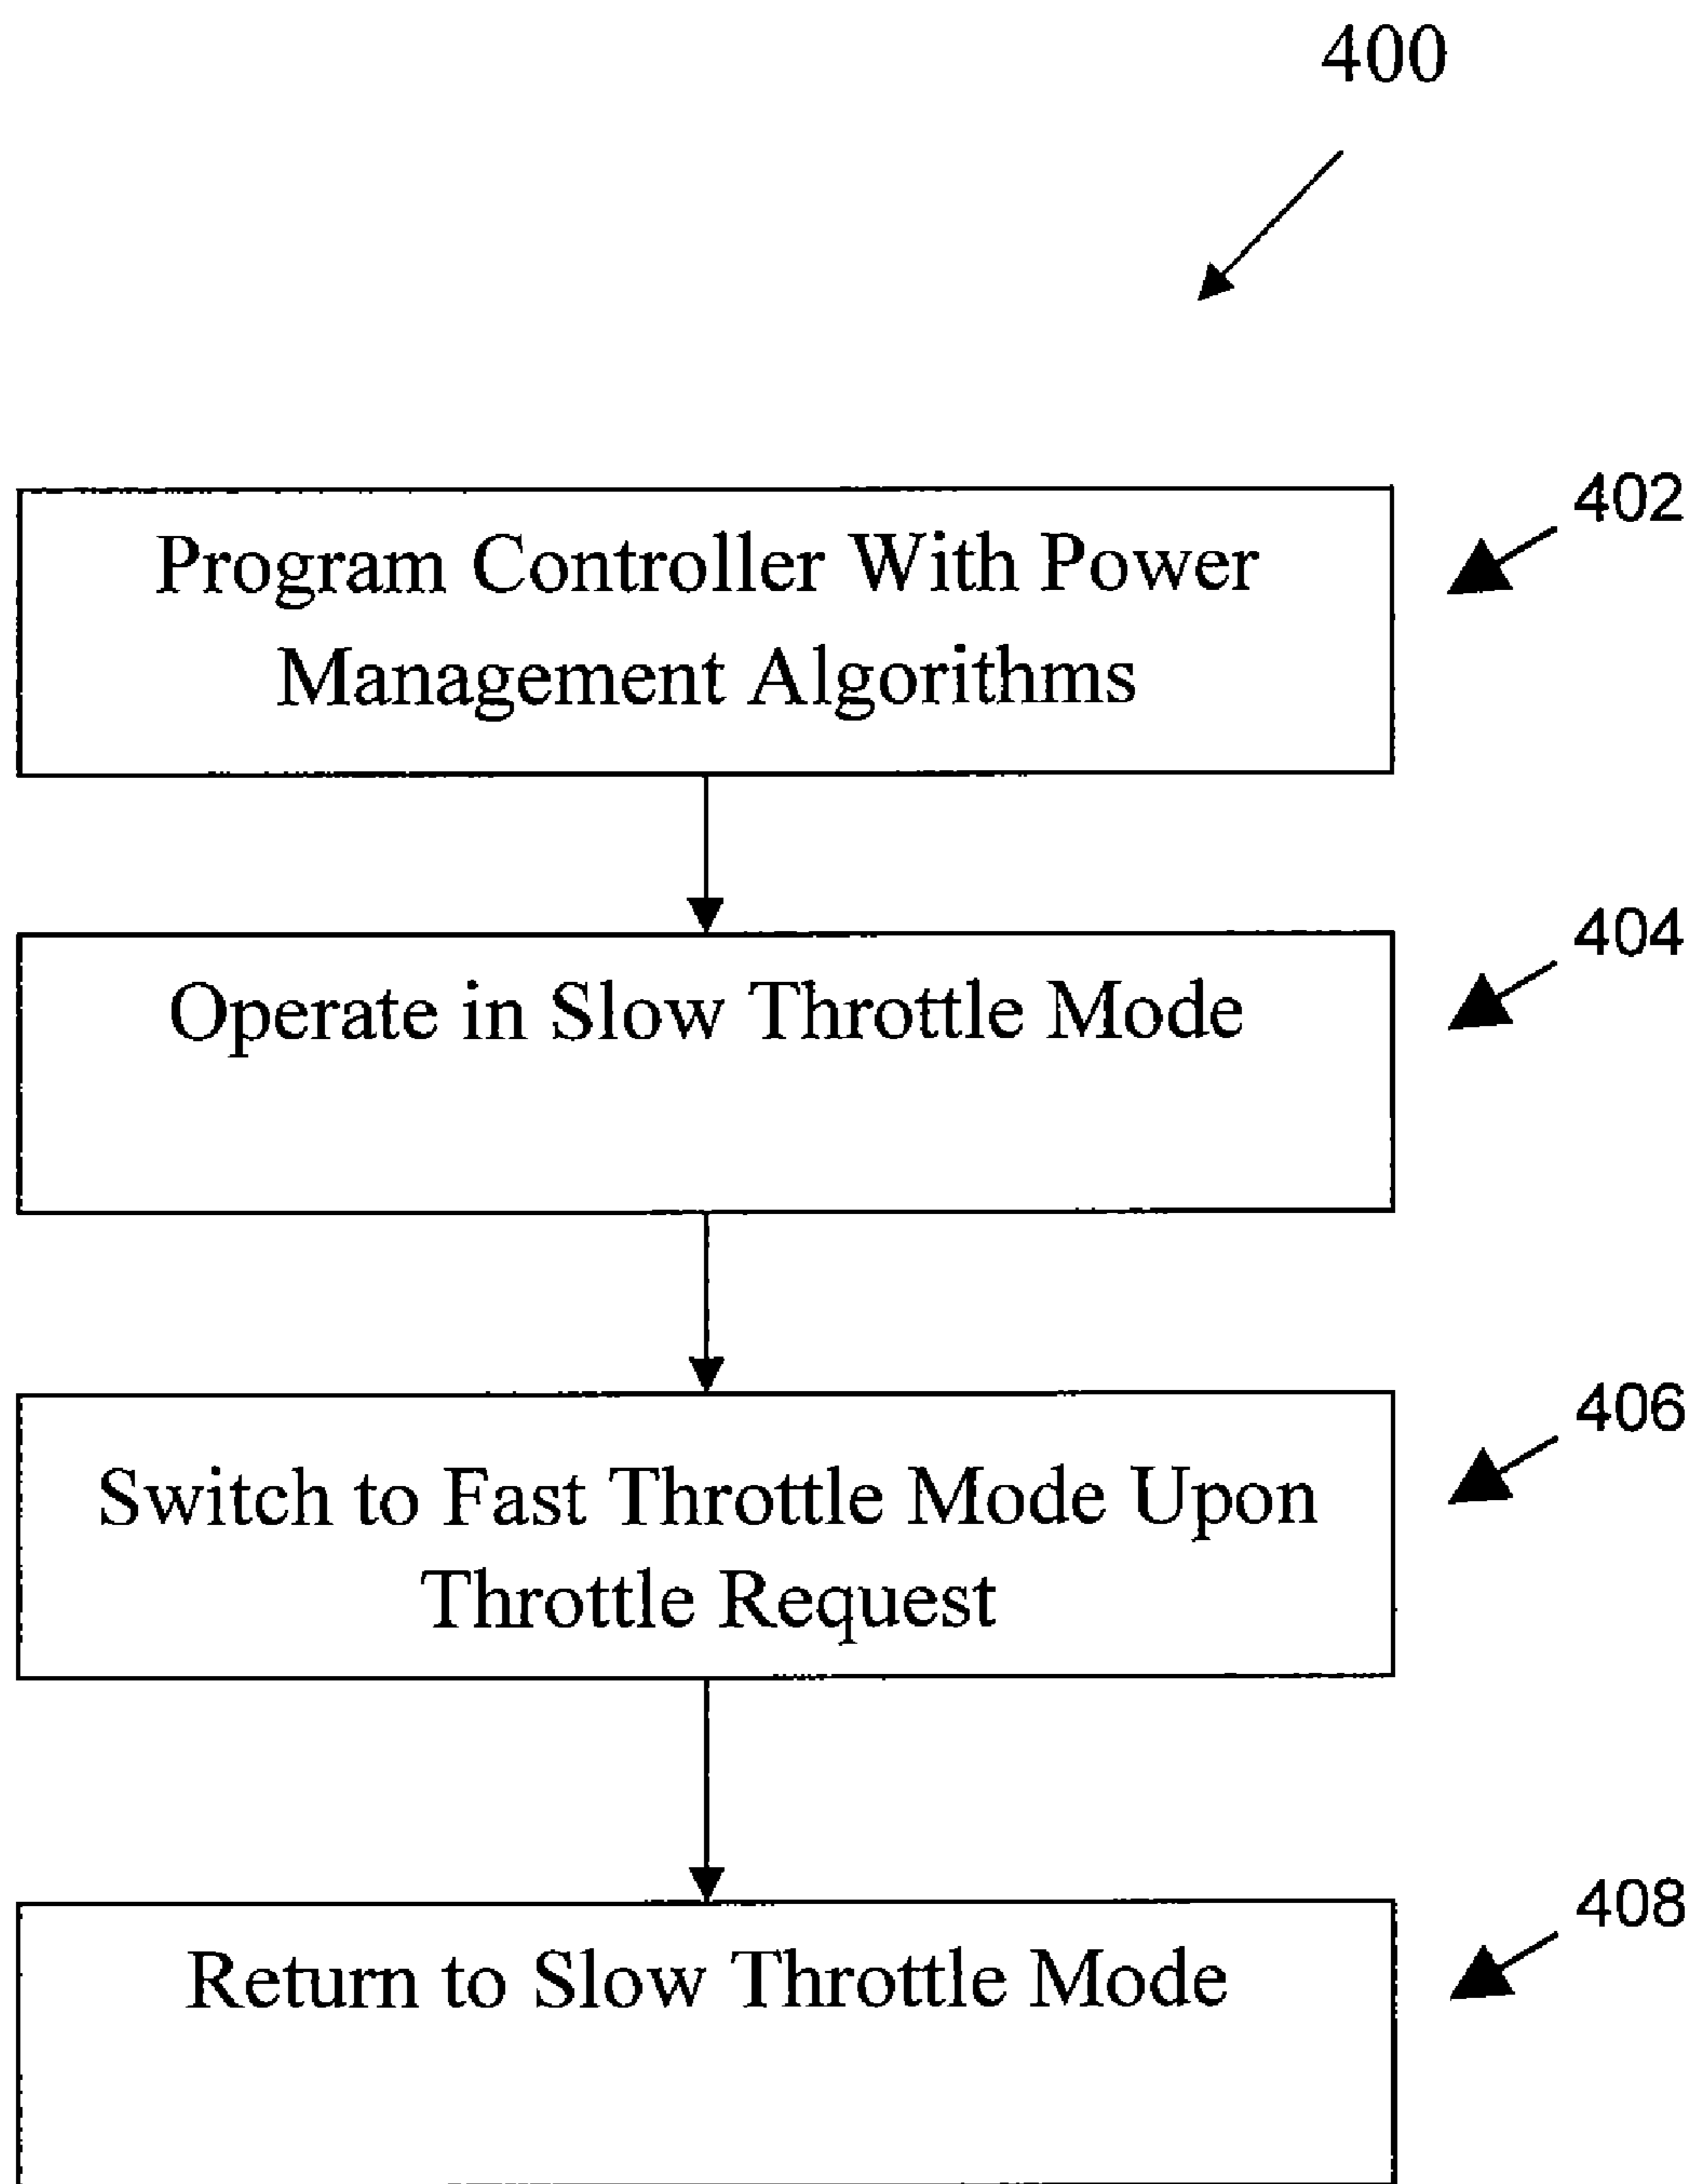 400
402
Program Controller With Power
Management Algorithms
404
Operate in Slow Throttle Mode
406
Switch to Fast Throttle Mode Upon
Throttle Request
408
Return to Slow Throttle Mode